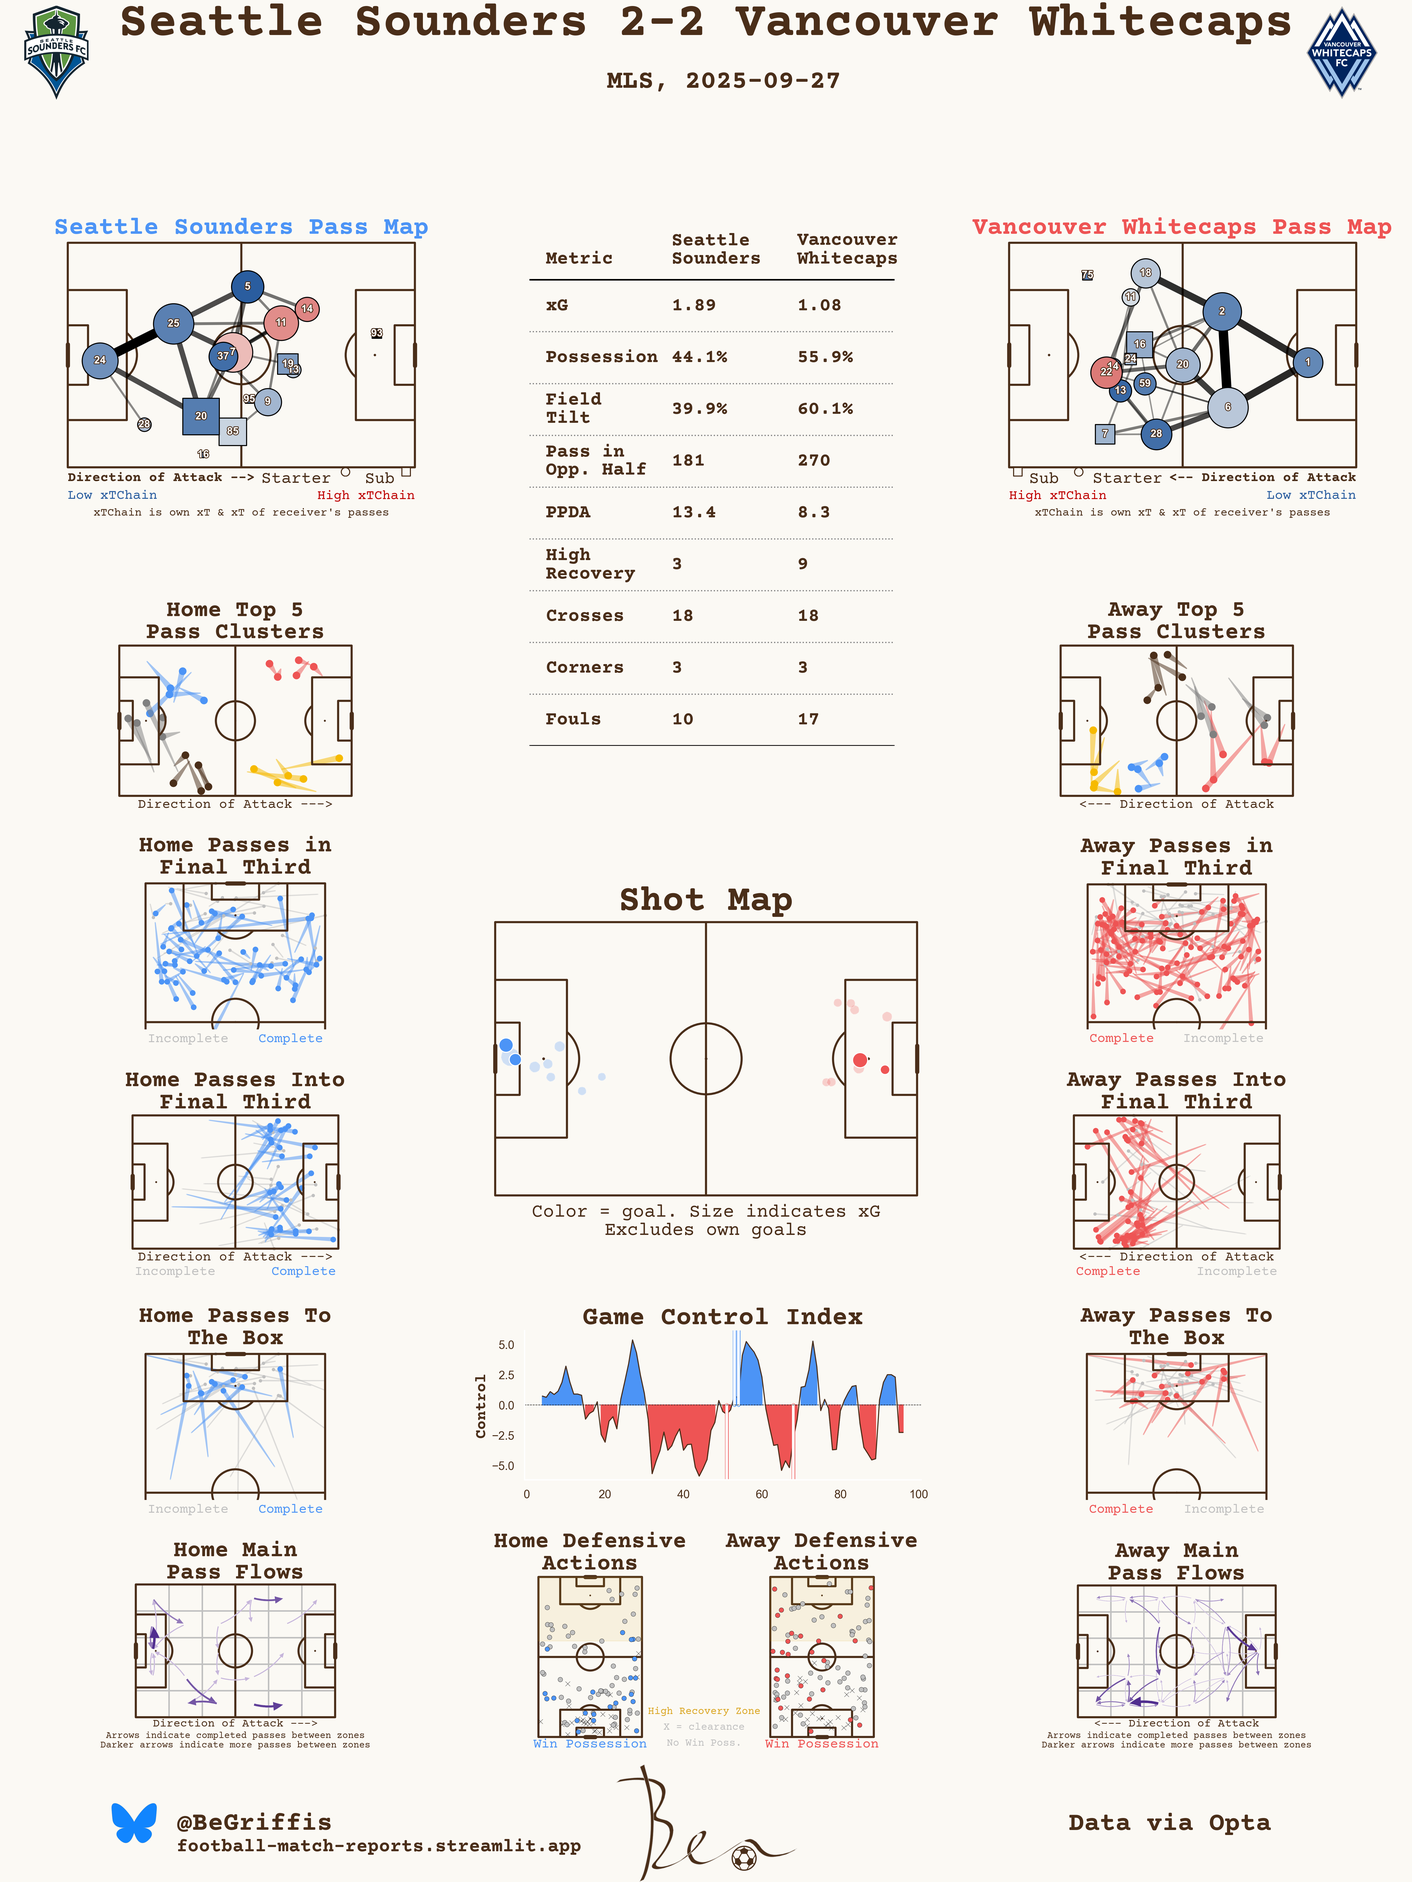 Seattle Sounders 2-2 Vancouver Whitecaps
MLS, 2025-09-27
SEATTLE
SOUNDERS FC
VANCOUVER
WHITECAPS
FC
Seattle Sounders Pass Map
5
14
11
25
7
37
24
93
19
13
95
9
20
85
28
16
Direction of Attack --> Starter Sub
Low xTChain High xTChain
xTChain is own xT & xT of receiver's passes
Metric Seattle Sounders Vancouver Whitecaps
xG 1.89 1.08
Possession 44.1% 55.9%
Field Tilt 39.9% 60.1%
Pass in Opp. Half 181 270
PPDA 13.4 8.3
High Recovery 3 9
Crosses 18 18
Corners 3 3
Fouls 10 17
Vancouver Whitecaps Pass Map
75
18
11
2
16
24
14
22
20
1
13
59
6
7
28
Sub Starter <-- Direction of Attack
High xTChain Low xTChain
xTChain is own xT & xT of receiver's passes
Home Top 5
Pass Clusters
Direction of Attack --->
Away Top 5
Pass Clusters
<--- Direction of Attack
Home Passes in
Final Third
Incomplete Complete
Away Passes in
Final Third
Complete Incomplete
Shot Map
Color = goal. Size indicates xG
Excludes own goals
Home Passes Into
Final Third
Direction of Attack --->
Incomplete Complete
Away Passes Into
Final Third
<--- Direction of Attack
Complete Incomplete
Home Passes To
The Box
Incomplete Complete
Game Control Index
Control
5.0
2.5
0.0
−2.5
−5.0
0 20 40 60 80 100
Away Passes To
The Box
Complete Incomplete
Home Main
Pass Flows
Direction of Attack --->
Arrows indicate completed passes between zones
Darker arrows indicate more passes between zones
Home Defensive
Actions
Win Possession
Away Defensive
Actions
Win Possession
High Recovery Zone
X = clearance
No Win Poss.
Away Main
Pass Flows
<--- Direction of Attack
Arrows indicate completed passes between zones
Darker arrows indicate more passes between zones
@BeGriffis
football-match-reports.streamlit.app
Ben
Data via Opta